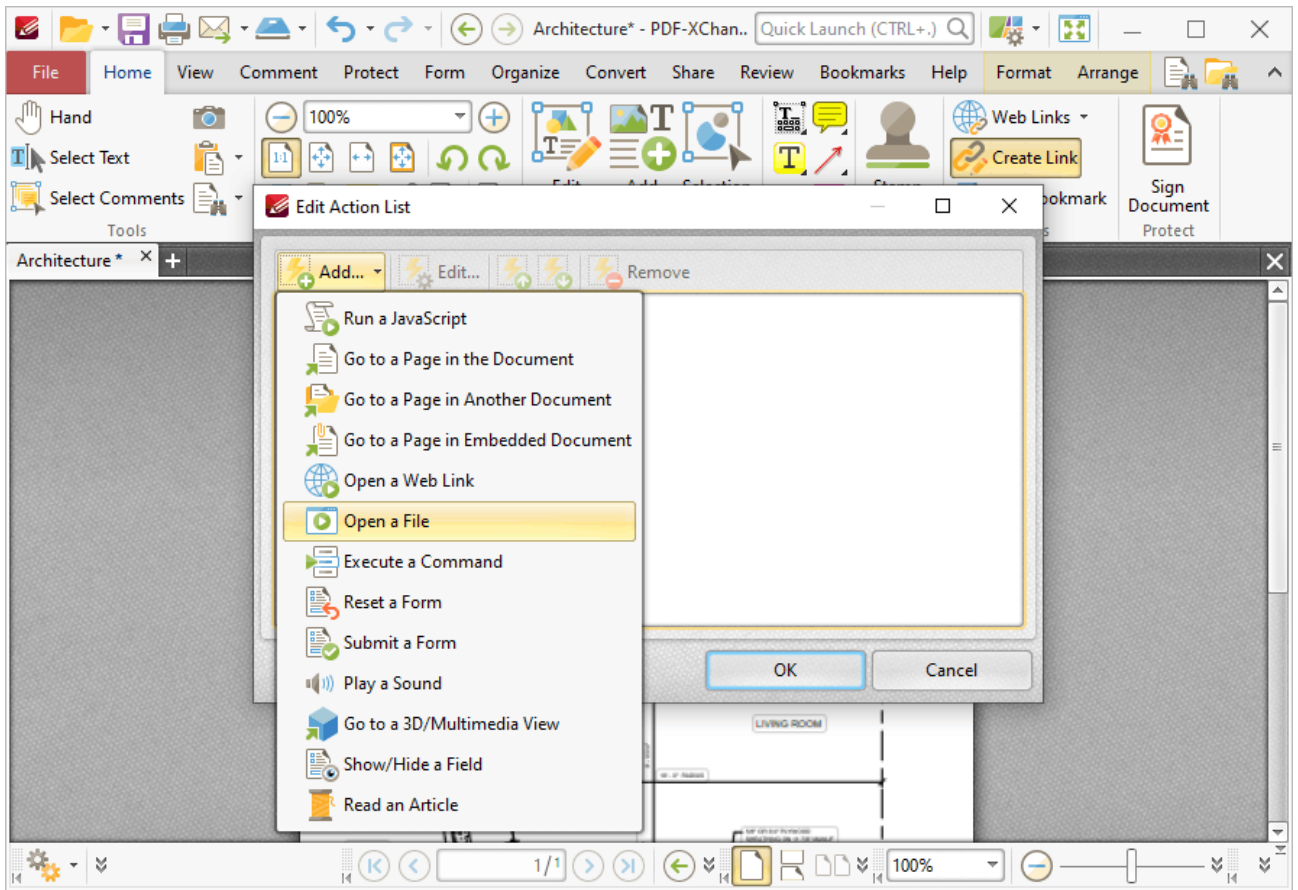 Architecture* - PDF-XChan..
Quick Launch (CTRL+.)
File Home View Comment Protect Form Organize Convert Share Review Bookmarks Help Format Arrange
Hand
100%
Web Links
Select Text
1:1
Create Link
Select Comments
Sign
Document
Tools
Protect
Edit Action List
Architecture *
Add...
Edit...
Remove
Run a JavaScript
Go to a Page in the Document
Go to a Page in Another Document
Go to a Page in Embedded Document
Open a Web Link
Open a File
Execute a Command
Reset a Form
Submit a Form
Play a Sound
Go to a 3D/Multimedia View
Show/Hide a Field
Read an Article
OK
Cancel
LIVING ROOM
1/1
100%